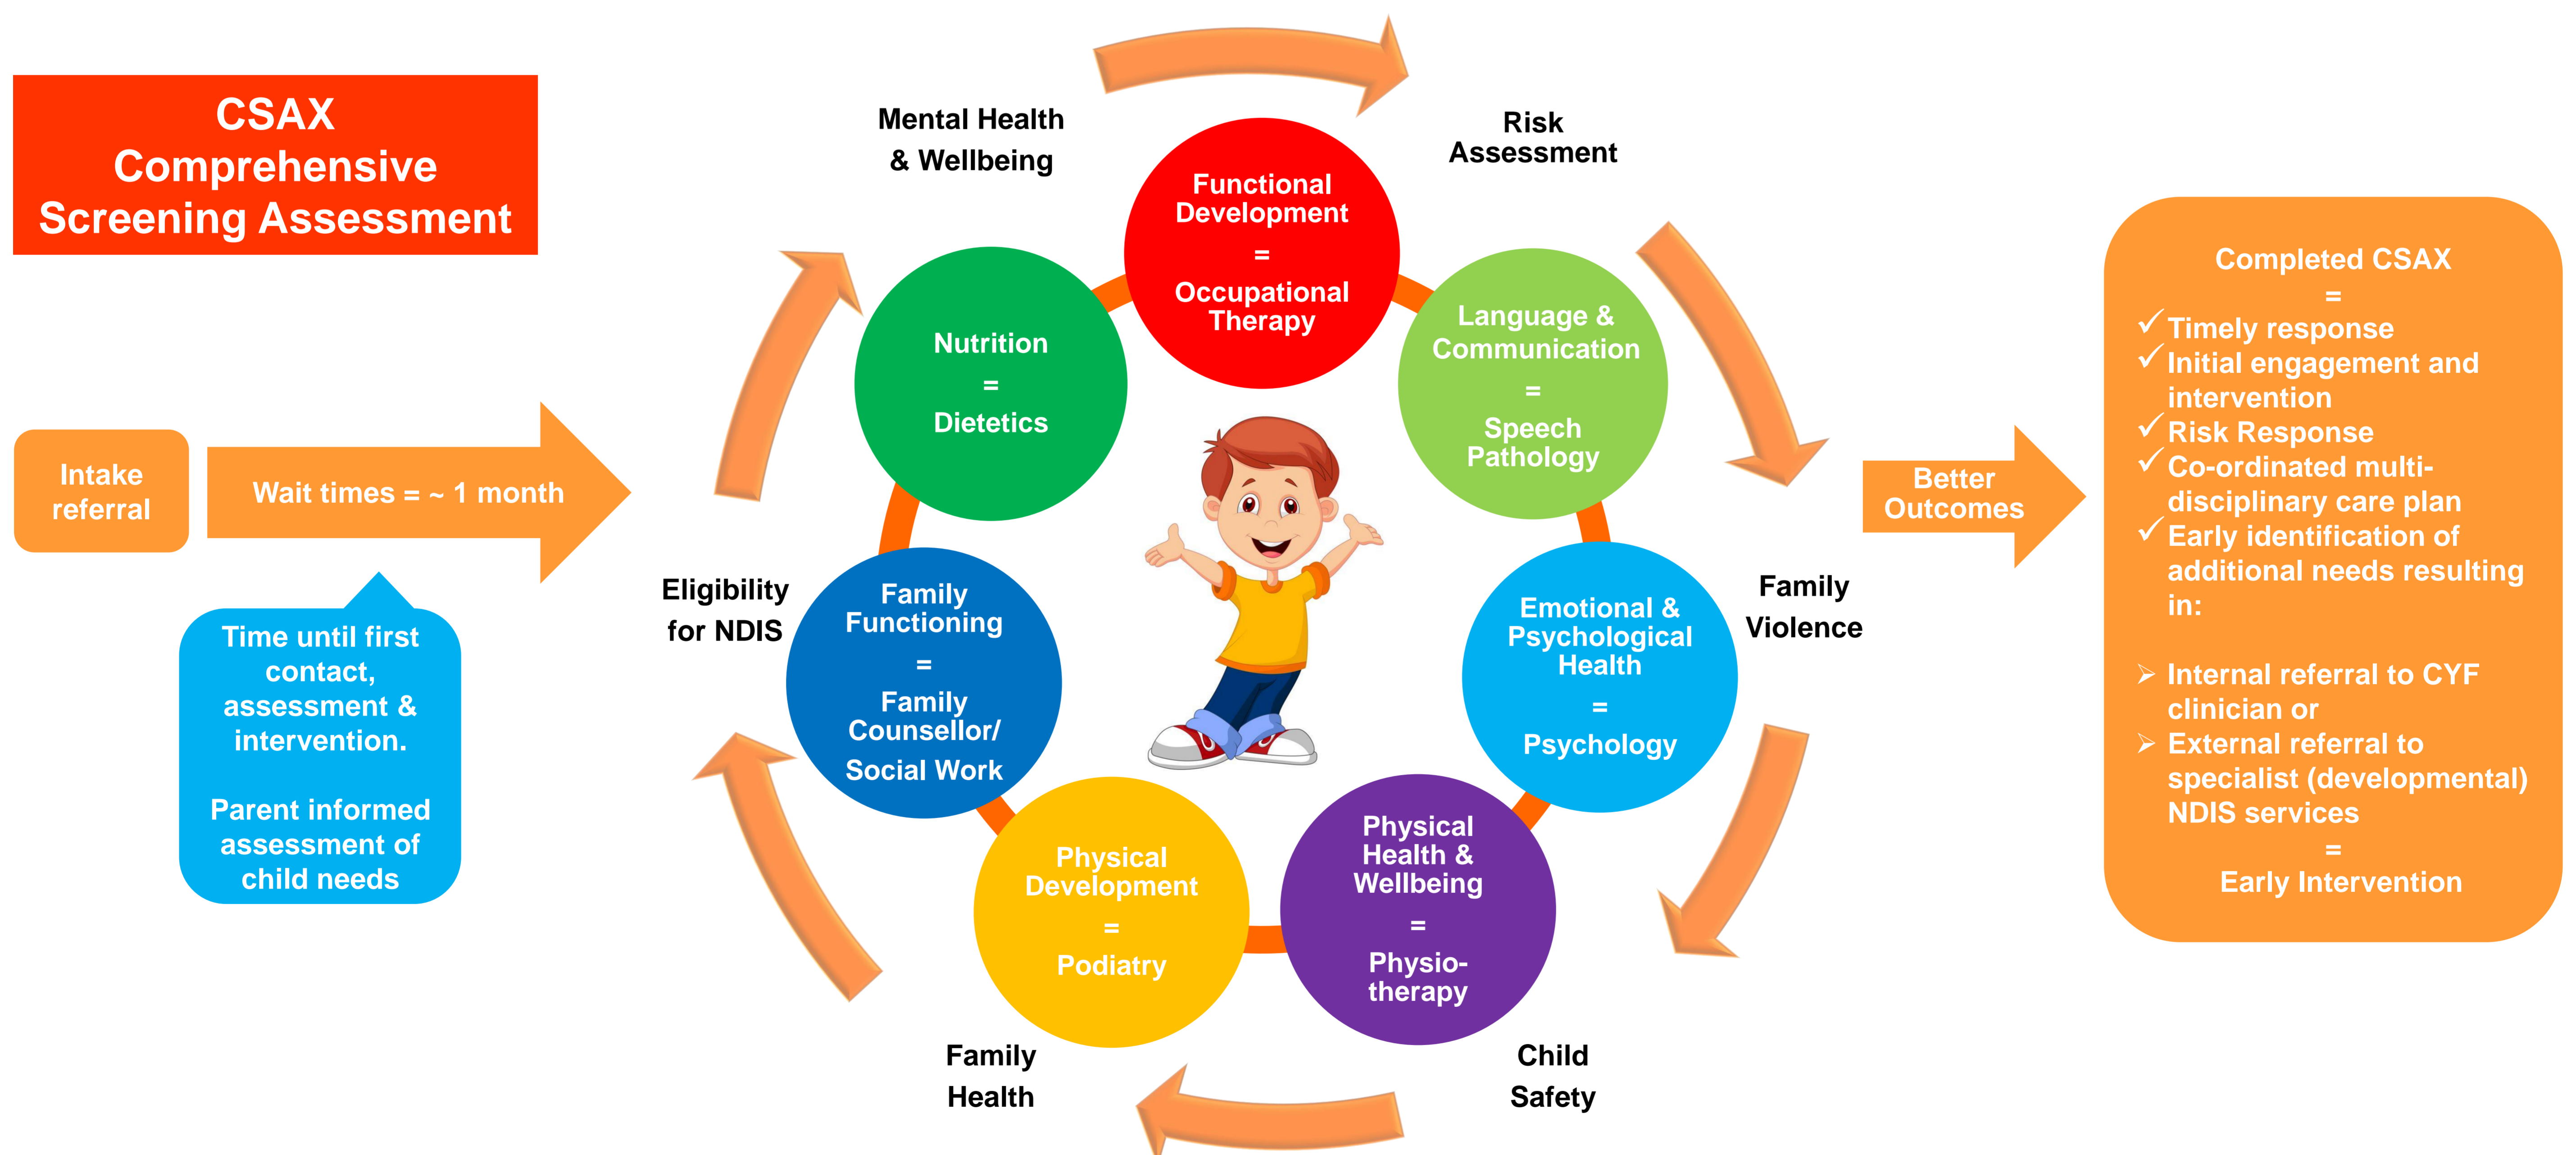 CSAX
Comprehensive
Screening Assessment
Intake
referral
Wait times = ~ 1 month
Time until first
contact,
assessment &
intervention.
Parent informed
assessment of
child needs
Mental Health
& Wellbeing
Risk
Assessment
Family
Violence
Child
Safety
Family
Health
Eligibility
for NDIS
Functional
Development
=
Occupational
Therapy
Language &
Communication
=
Speech
Pathology
Emotional &
Psychological
Health
=
Psychology
Physical
Health &
Wellbeing
=
Physio-
therapy
Physical
Development
=
Podiatry
Family
Functioning
=
Family
Counsellor/
Social Work
Nutrition
=
Dietetics
Better
Outcomes
Completed CSAX
=
✓ Timely response
✓ Initial engagement and
intervention
✓ Risk Response
✓ Co-ordinated multi-
disciplinary care plan
✓ Early identification of
additional needs resulting
in:
➢ Internal referral to CYF
clinician or
➢ External referral to
specialist (developmental)
NDIS services
=
Early Intervention